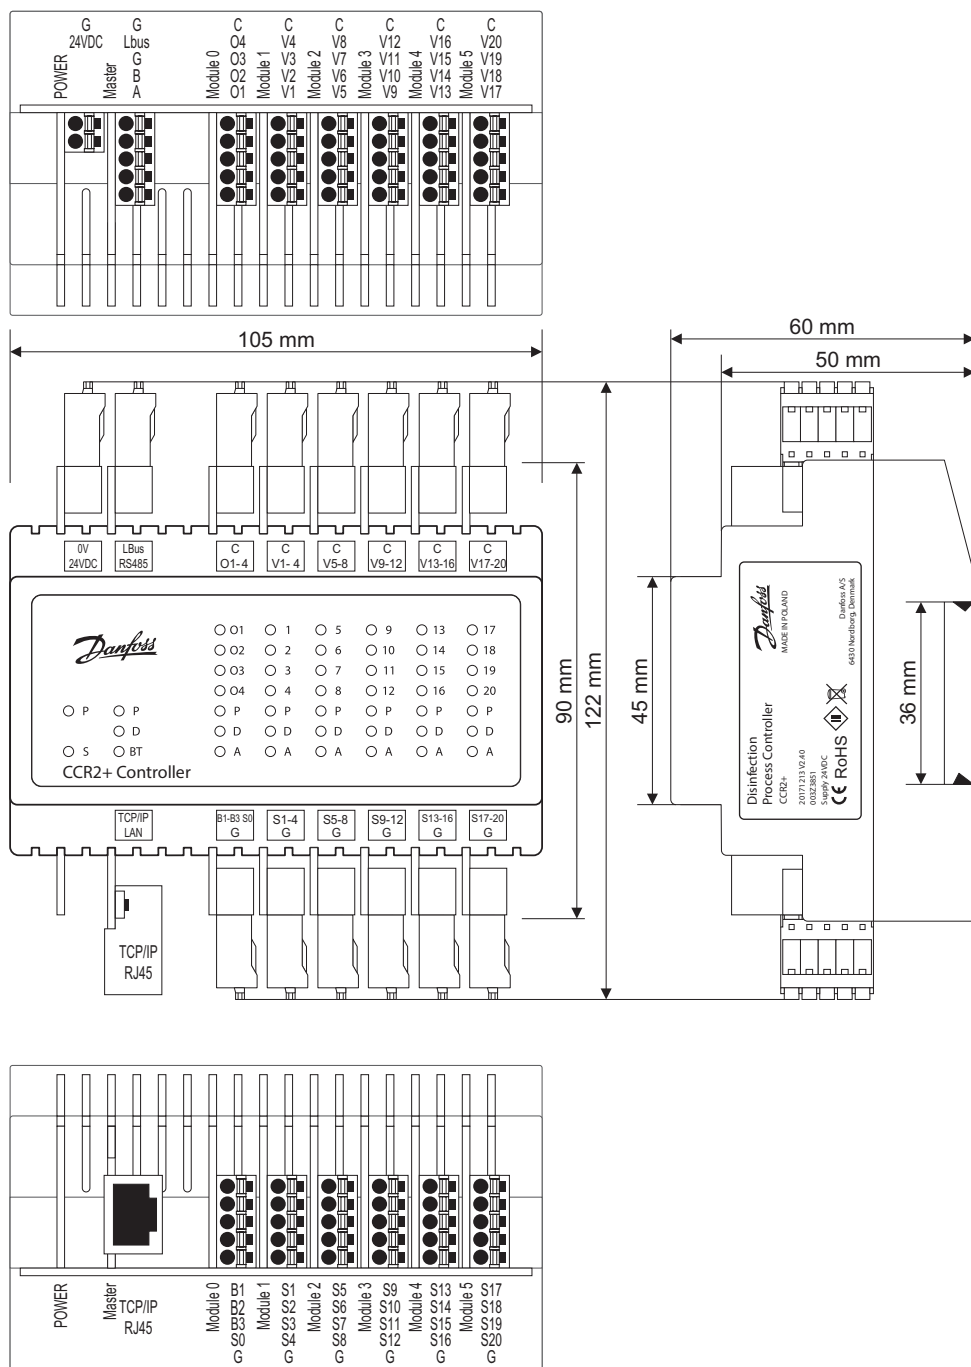 G G C C C C C C
24VDC Lbus O4 V4 V8 V12 V16 V20
G O3 V3 V7 V11 V15 V19
B O2 V2 V6 V10 V14 V18
A O1 V1 V5 V9 V13 V17
POWER Master Module 0 Module 1 Module 2 Module 3 Module 4 Module 5
105 mm
60 mm
50 mm
0V LBus C C C C C C
24VDC RS485 O1-4 V1-4 V5-8 V9-12 V13-16 V17-20
Danfoss
O1 1 5 9 13 17
O2 2 6 10 14 18
O3 3 7 11 15 19
O4 4 8 12 16 20
P P P P P P P P
D D D D D D D
S BT A A A A A A
CCR2+ Controller
TCP/IP B1-B3 S0 S1-4 S5-8 S9-12 S13-16 S17-20
LAN G G G G G G
TCP/IP
RJ45
90 mm
122 mm
45 mm
36 mm
Danfoss
MADE IN POLAND
Danfoss A/S
6430 Nordborg, Denmark
Disinfection
Process Controller
CCR2+
20171213 V2.40
003Z3851
Supply 24VDC
CE RoHS
III
POWER Master Module 0 Module 1 Module 2 Module 3 Module 4 Module 5
TCP/IP
RJ45
B1 S1 S5 S9 S13 S17
B2 S2 S6 S10 S14 S18
B3 S3 S7 S11 S15 S19
S0 S4 S8 S12 S16 S20
G G G G G G